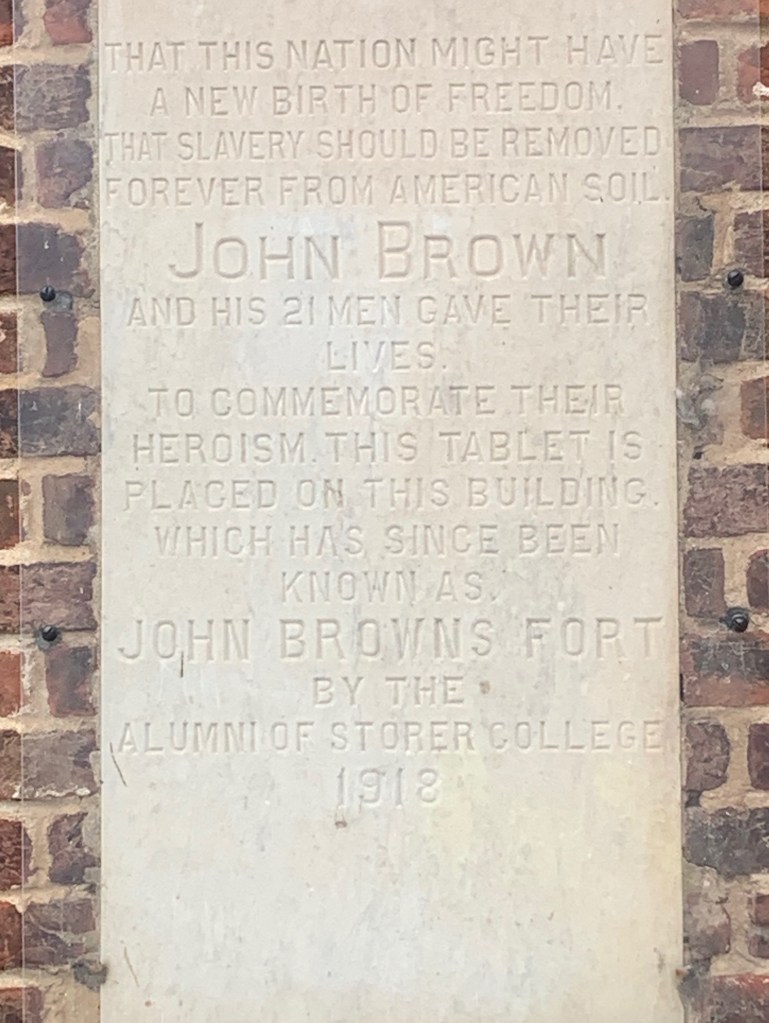 THAT THIS NATION MIGHT HAVE
A NEW BIRTH OF FREEDOM.
THAT SLAVERY SHOULD BE REMOVED
FOREVER FROM AMERICAN SOIL.
JOHN BROWN
AND HIS 21 MEN GAVE THEIR
LIVES.
TO COMMEMORATE THEIR
HEROISM. THIS TABLET IS
PLACED ON THIS BUILDING.
WHICH HAS SINCE BEEN
KNOWN AS.
JOHN BROWNS FORT
BY THE
ALUMNI OF STORER COLLEGE
1918